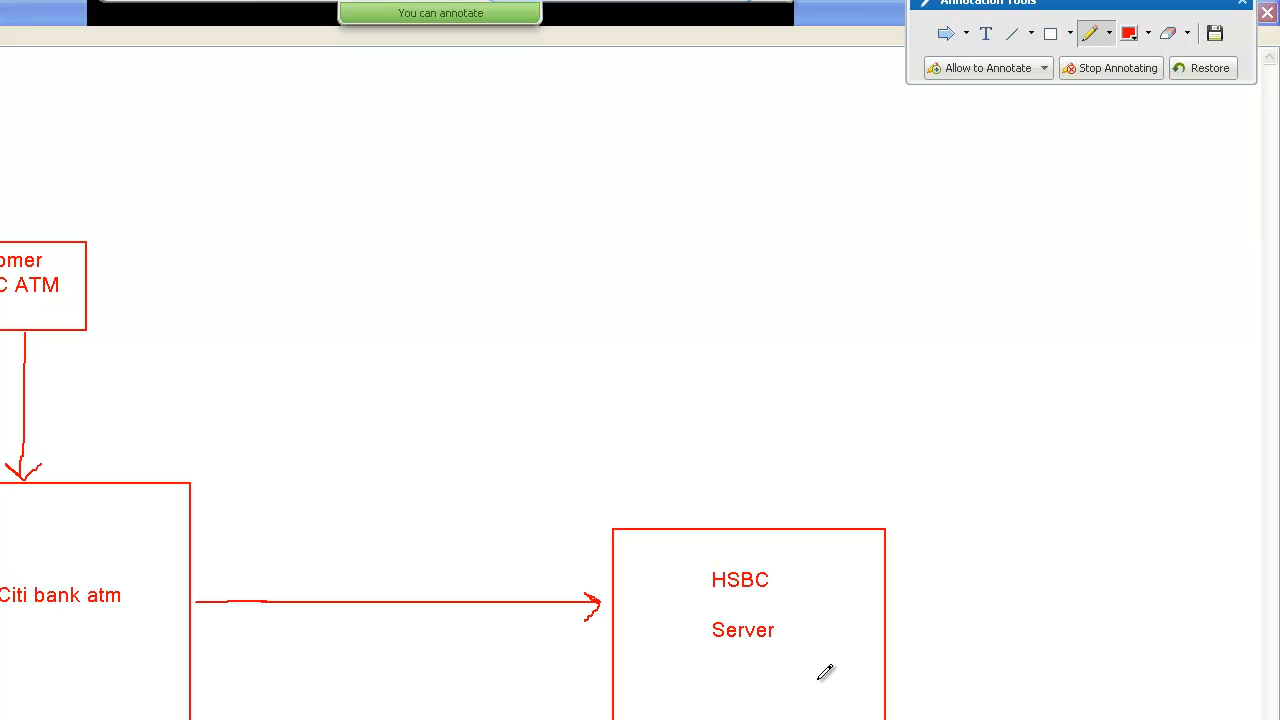 You can annotate
Annotation Tools
Allow to Annotate
Stop Annotating
Restore
omer
C ATM
Citi bank atm
HSBC
Server